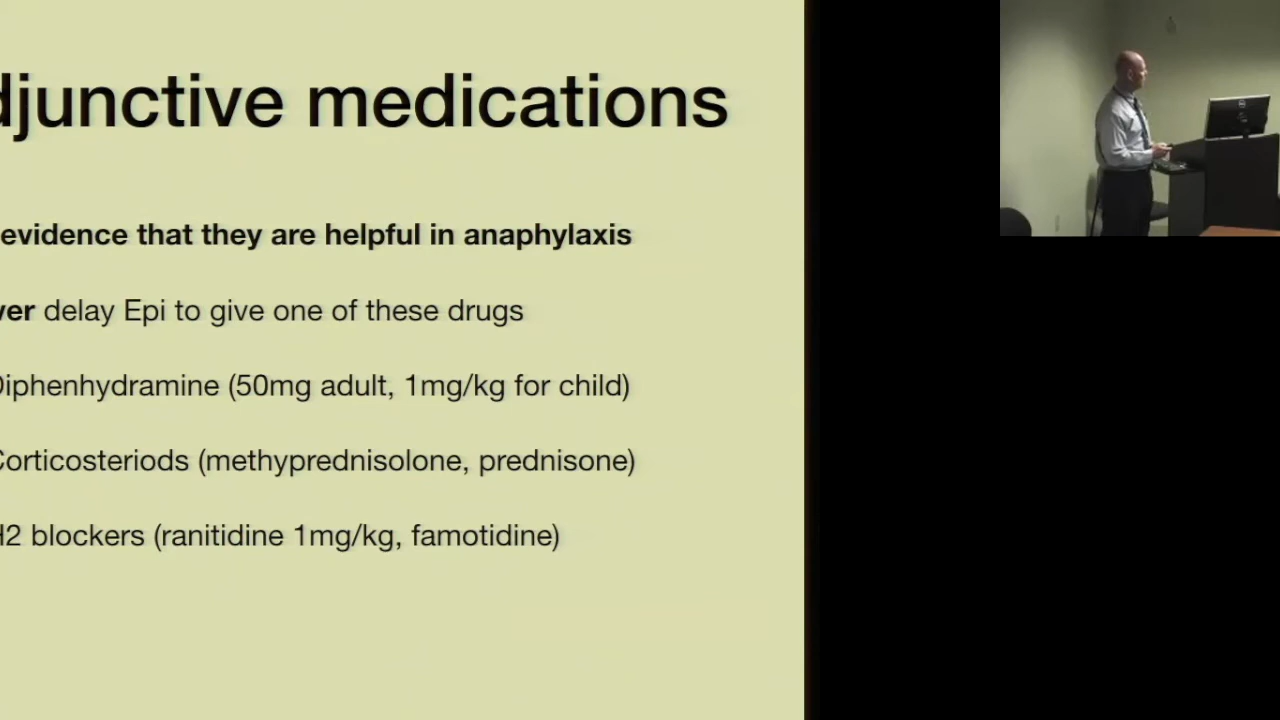 djunctive medications
evidence that they are helpful in anaphylaxis
ver delay Epi to give one of these drugs
Diphenhydramine (50mg adult, 1mg/kg for child)
Corticosteriods (methyprednisolone, prednisone)
H2 blockers (ranitidine 1mg/kg, famotidine)